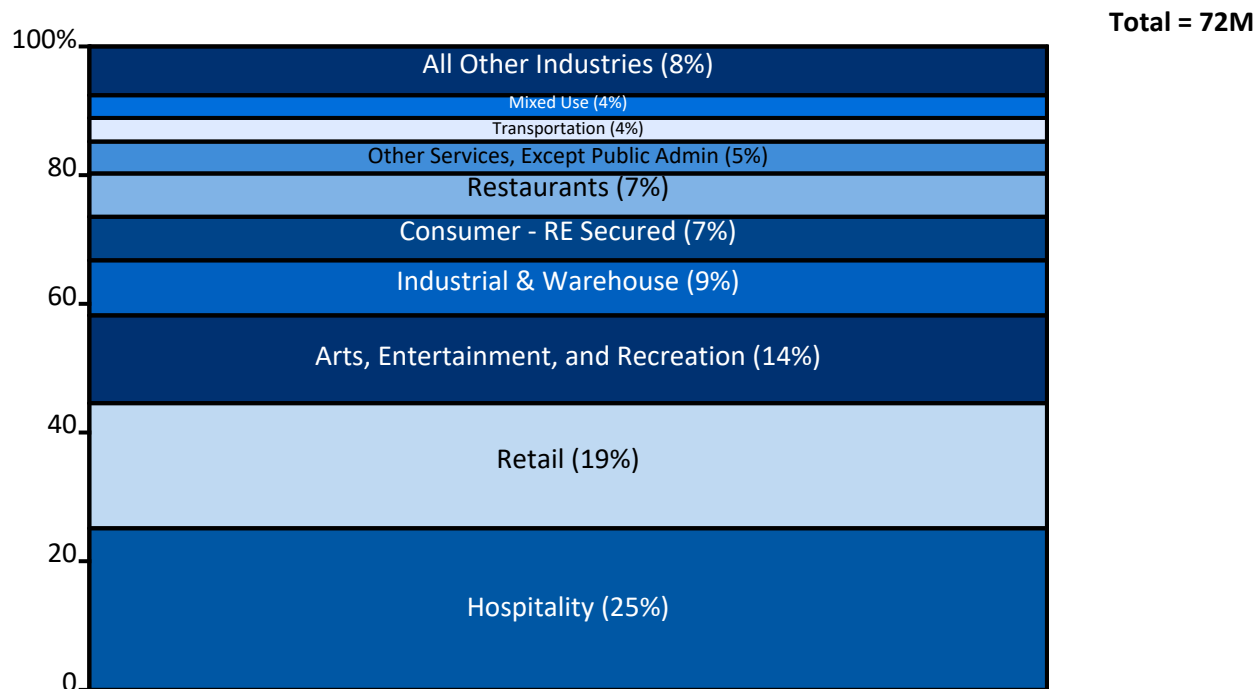 Total = 72M
100%
All Other Industries (8%)
Mixed Use (4%)
Transportation (4%)
Other Services, Except Public Admin (5%)
80
Restaurants (7%)
Consumer - RE Secured (7%)
Industrial & Warehouse (9%)
60
Arts, Entertainment, and Recreation (14%)
40
Retail (19%)
20
Hospitality (25%)
0